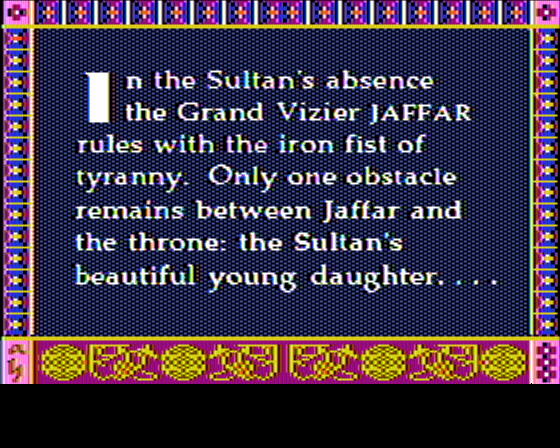 In the Sultan's absence
the Grand Vizier JAFFAR
rules with the iron fist of
tyranny. Only one obstacle
remains between Jaffar and
the throne: the Sultan's
beautiful young daughter. . . .